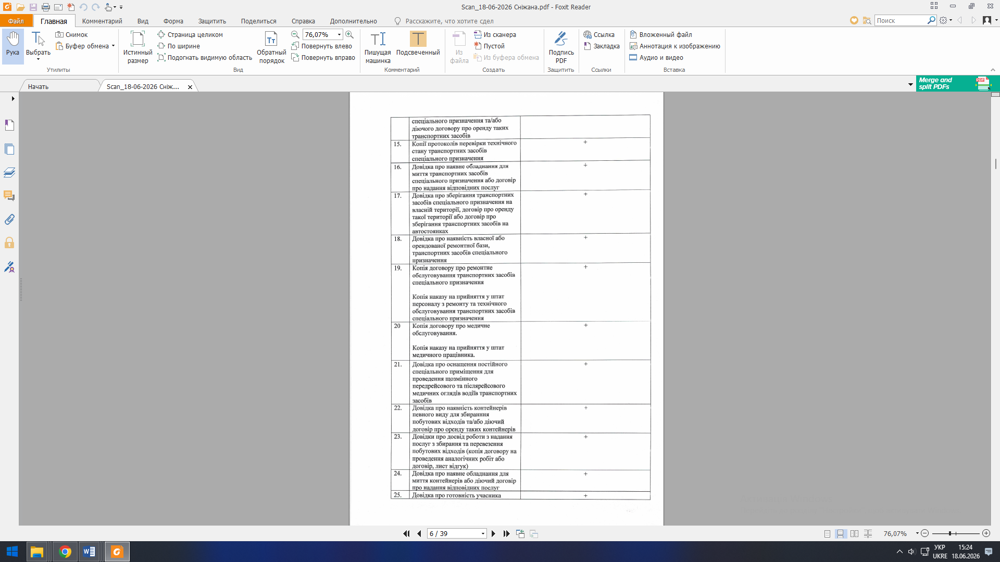 Scan_18-06-2026 Сніжана.pdf - Foxit Reader
Файл
Главная
Комментарий
Вид
Форма
Защитить
Поделиться
Справка
Дополнительно
Расскажите, что хотите сдел
Поиск
Рука
Выбрать
Снимок
Буфер обмена
Утилиты
Истинный размер
Страница целиком
По ширине
Подогнать видимую область
Обратный порядок
76,07%
Повернуть влево
Повернуть вправо
Вид
Пишущая машинка
Подсвеченный
Комментарий
Из файла
Из сканера
Пустой
Из буфера обмена
Создать
Подпись PDF
Защитить
Ссылка
Закладка
Ссылки
Вложенный файл
Аннотация к изображению
Аудио и видео
Вставка
Начать
Scan_18-06-2026 Сніж...
Merge and
split PDFs
PDF
спеціального призначення та/або
діючого договору про оренду таких
транспортних засобів
15. Копії протоколів перевірки технічного +
стану транспортних засобів
спеціального призначення
16. Довідка про наявне обладнання для +
миття транспортних засобів
спеціального призначення або договір
про надання відповідних послуг
17. Довідка про зберігання транспортних +
засобів спеціального призначення на
власній території, договір про оренду
такої території або договір про
зберігання транспортних засобів на
автостоянках
18. Довідка про наявність власної або +
орендованої ремонтної бази,
транспортних засобів спеціального
призначення
19. Копія договору про ремонтне +
обслуговування транспортних засобів
спеціального призначення
Копія наказу на прийняття у штат
персоналу з ремонту та технічного
обслуговування транспортних засобів
спеціального призначення
20 Копія договору про медичне +
обслуговування.
Копія наказу на прийняття у штат
медичного працівника.
21. Довідка про оснащення постійного +
спеціального приміщення для
проведення щозмінного
передрейсового та післярейсового
медичних оглядів водіїв транспортних
засобів
22. Довідка про наявність контейнерів +
певного виду для збиранння
побутових відходів та/або діючий
договір про оренду таких контейнерів
23. Довідки про досвід роботи з надання +
послуг з збирання та перевезення
побутових відходів (копія договору на
проведення аналогічних робіт або
договір, лист відгук)
24. Довідка про наявне обладнання для +
миття контейнерів або діючий договір
про надання відповідних послуг
25. Довідка про готовність учасника +
6 / 39
76,07%
УКР
UKRE
15:24
18.06.2026